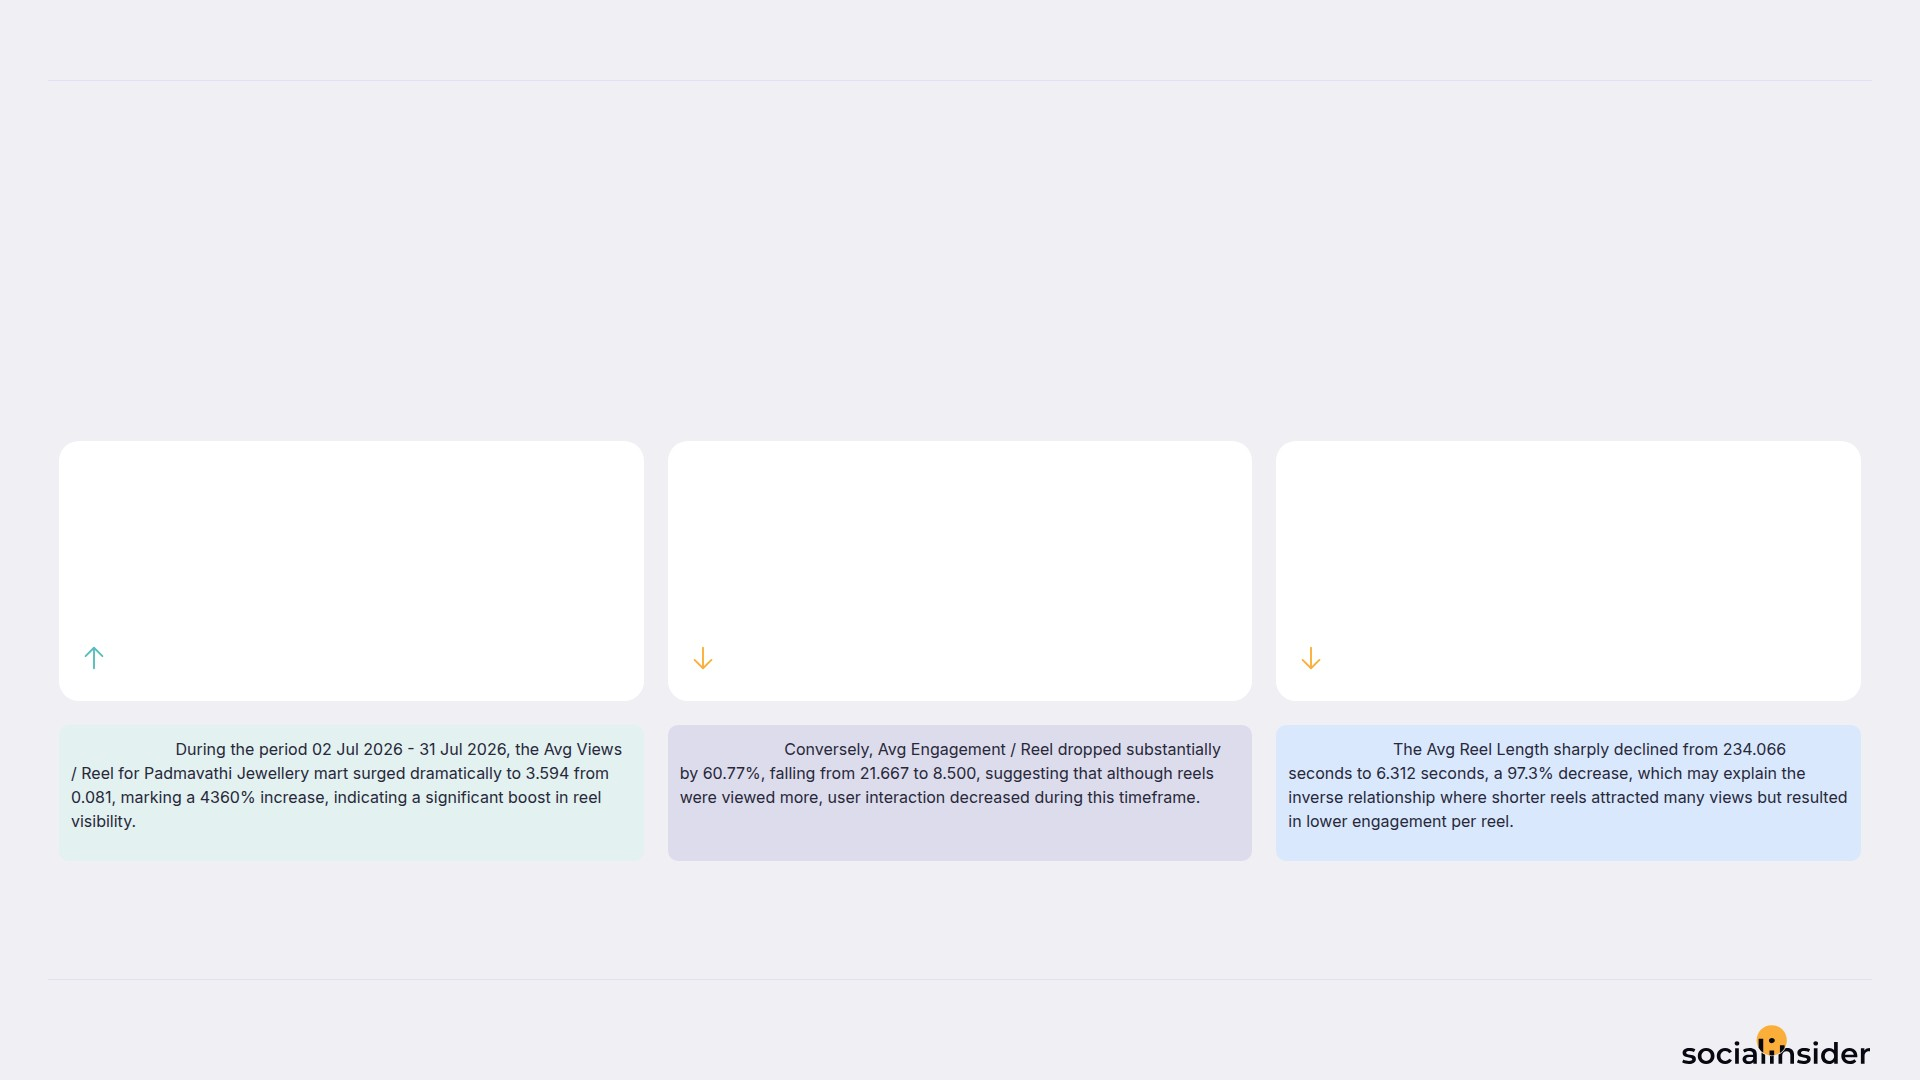 During the period 02 Jul 2026 - 31 Jul 2026, the Avg Views
/ Reel for Padmavathi Jewellery mart surged dramatically to 3.594 from
0.081, marking a 4360% increase, indicating a significant boost in reel
visibility.
Conversely, Avg Engagement / Reel dropped substantially
by 60.77%, falling from 21.667 to 8.500, suggesting that although reels
were viewed more, user interaction decreased during this timeframe.
The Avg Reel Length sharply declined from 234.066
seconds to 6.312 seconds, a 97.3% decrease, which may explain the
inverse relationship where shorter reels attracted many views but resulted
in lower engagement per reel.
socialinsider